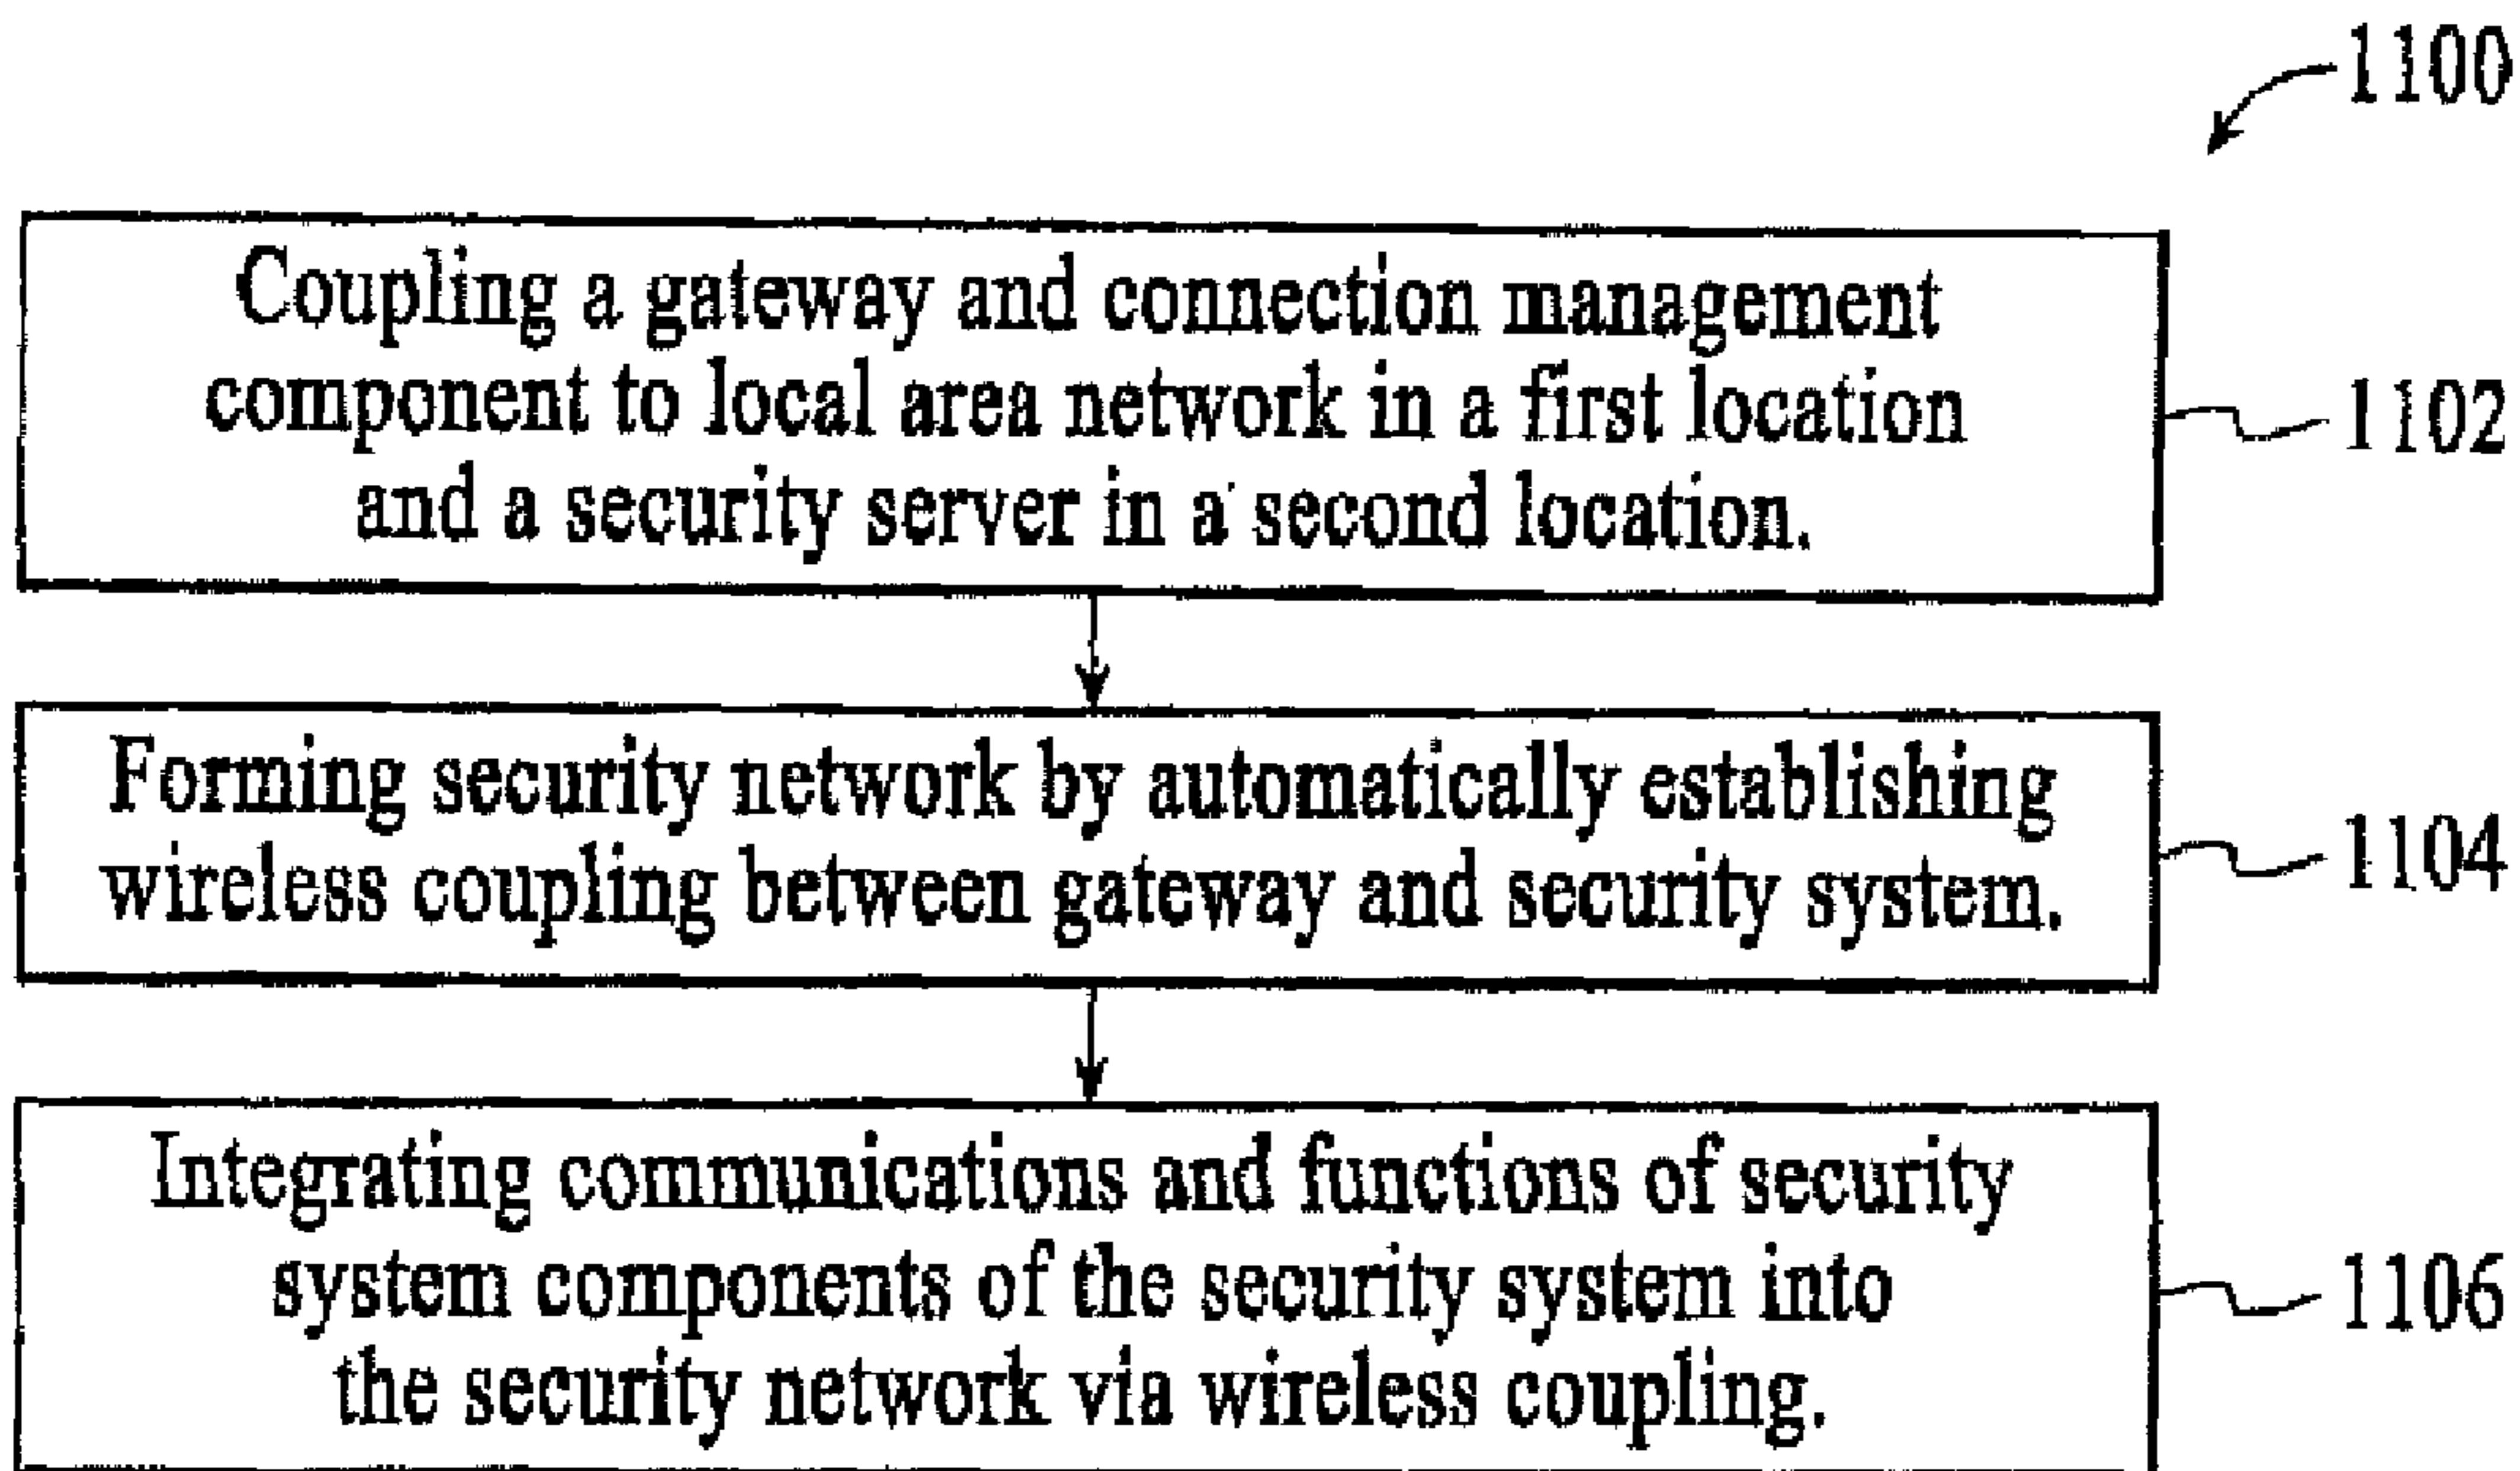 1100
Coupling a gateway and connection management
component to local area network in a first location
and a security server in a second location.
1102
Forming security network by automatically establishing
wireless coupling between gateway and security system.
1104
Integrating communications and functions of security
system components of the security system into
the security network via wireless coupling.
1106